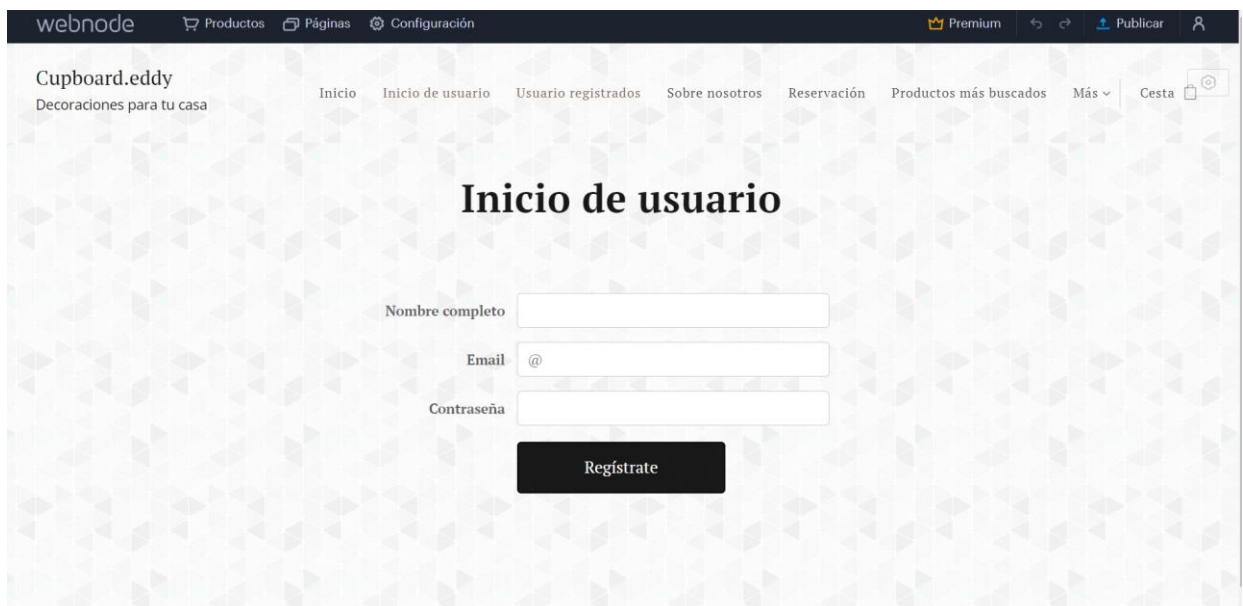 webnode Productos Páginas Configuración Premium Publicar
Cupboard.eddy
Decoraciones para tu casa
Inicio Inicio de usuario Usuario registrados Sobre nosotros Reservación Productos más buscados Más Cesta
Inicio de usuario
Nombre completo
Email @
Contraseña
Regístrate